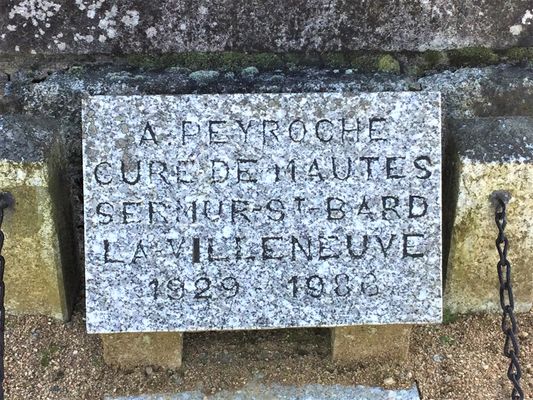 A. PEYROCHE
CURE DE MAUTES
SERMUR-ST-BARD
LA-VILLENEUVE
1929 - 1986